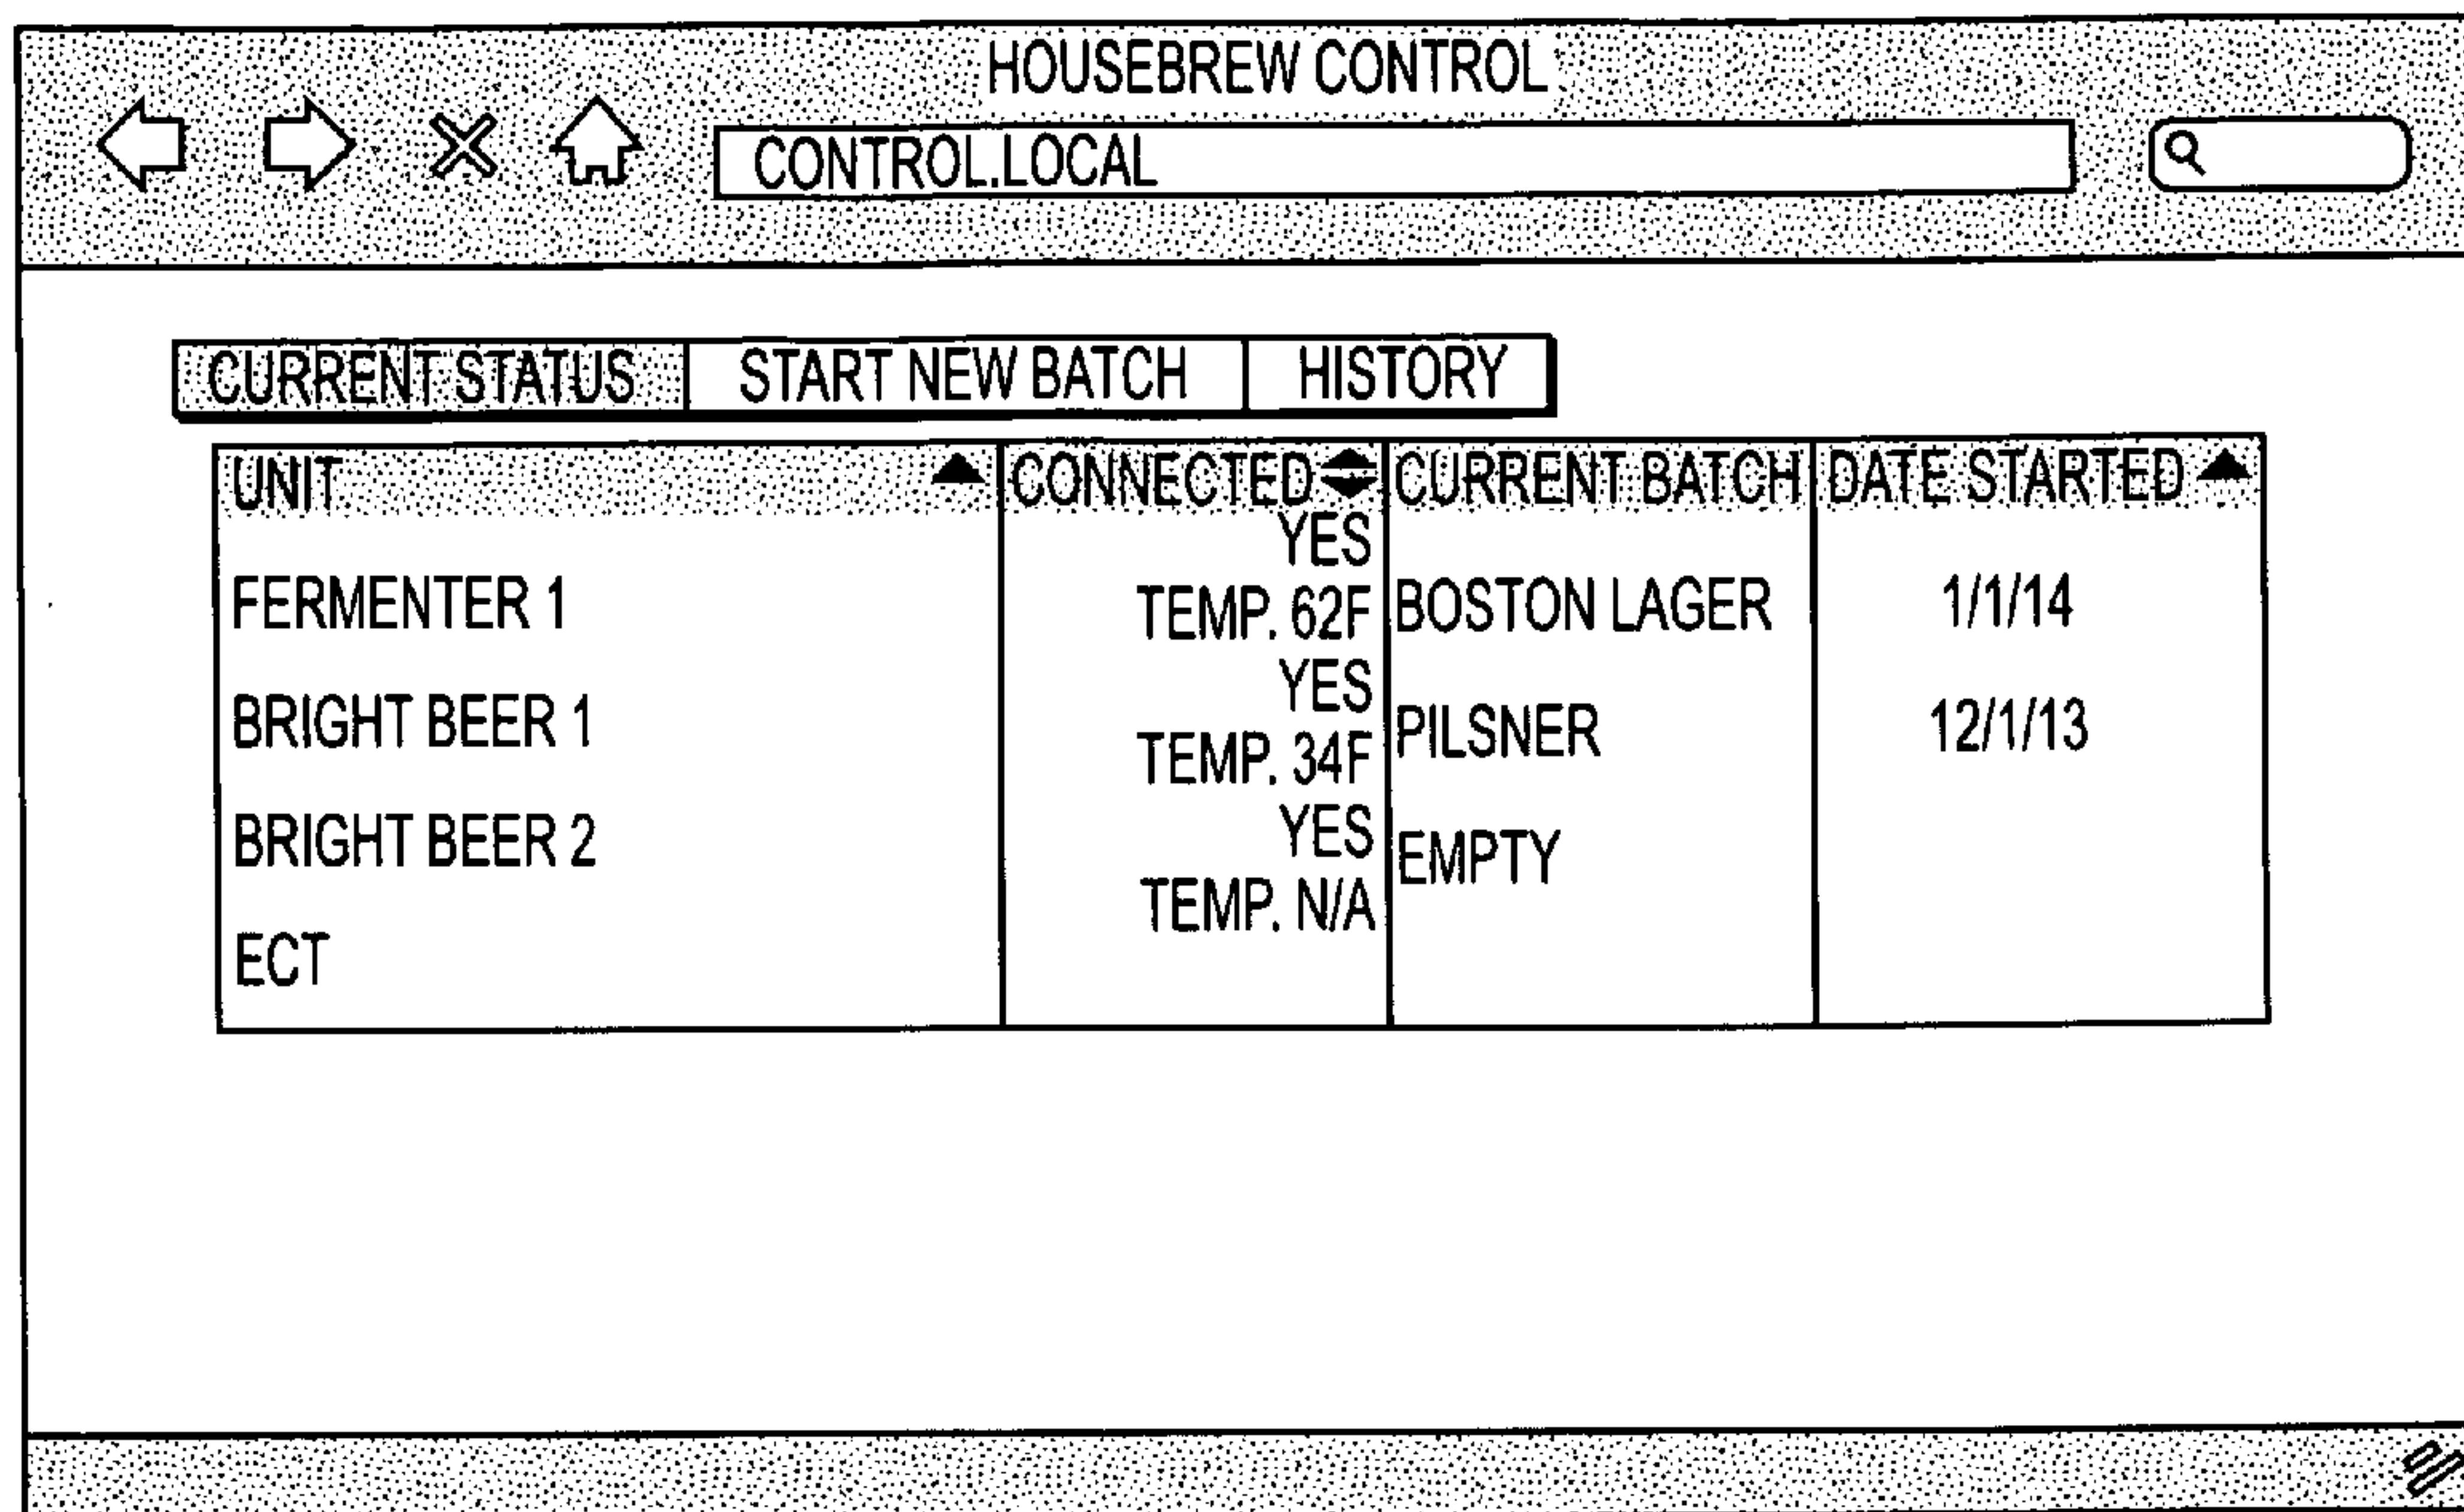 HOUSEBREW CONTROL
CONTROL.LOCAL
CURRENT STATUS START NEW BATCH HISTORY
UNIT CONNECTED CURRENT BATCH DATE STARTED
YES
FERMENTER 1 TEMP. 62F BOSTON LAGER 1/1/14
YES
BRIGHT BEER 1 TEMP. 34F PILSNER 12/1/13
YES
BRIGHT BEER 2 TEMP. N/A EMPTY
ECT